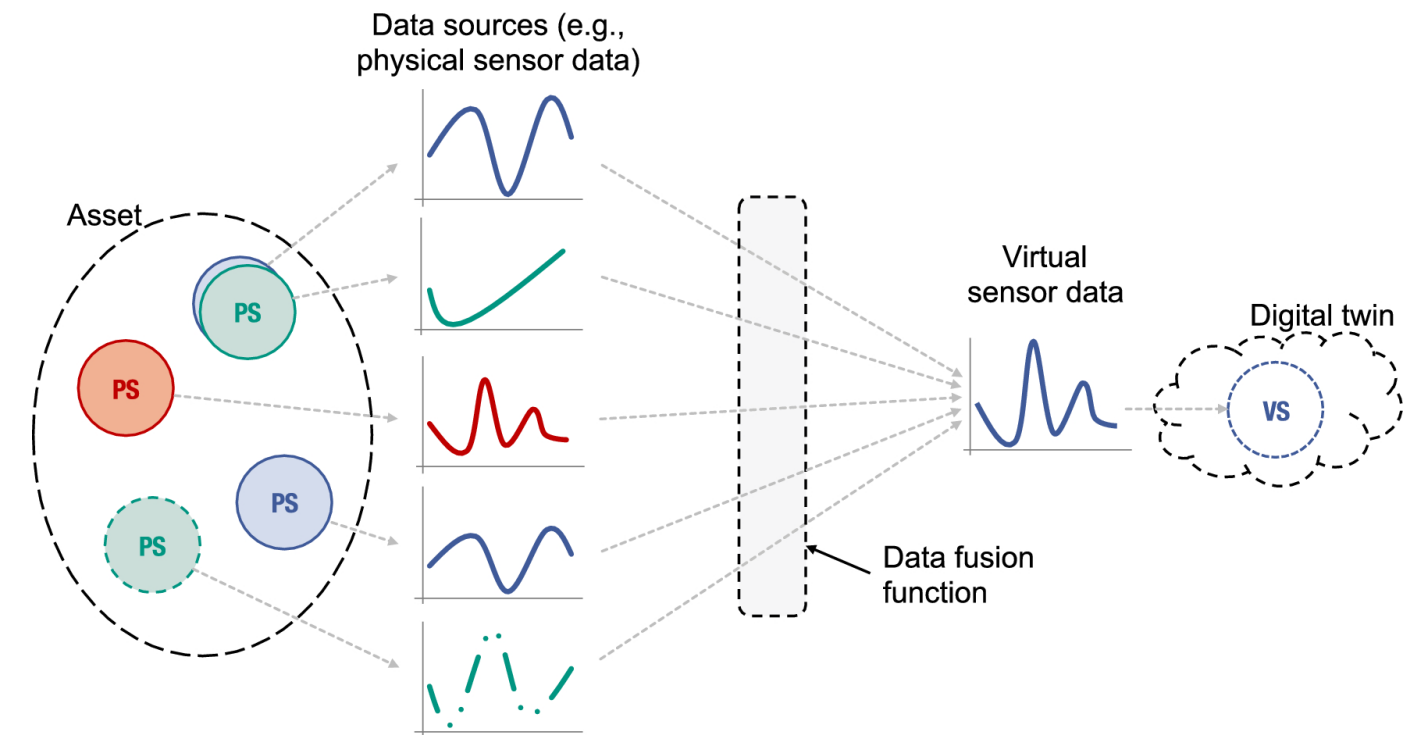 Data sources (e.g.,
physical sensor data)
Asset
PS
PS
PS
PS
Virtual
sensor data
Digital twin
VS
Data fusion
function